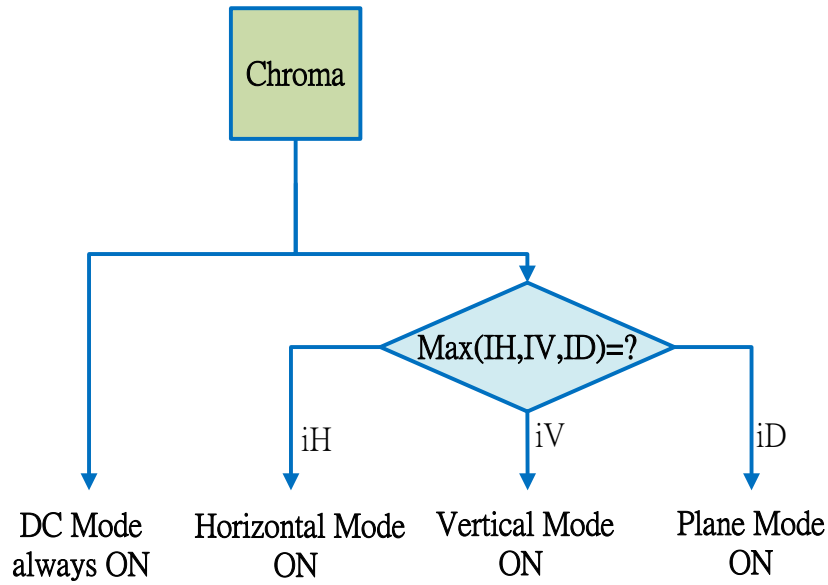 Chroma
Max(IH,IV,ID)=?
iH
iV
iD
DC Mode
always ON
Horizontal Mode
ON
Vertical Mode
ON
Plane Mode
ON